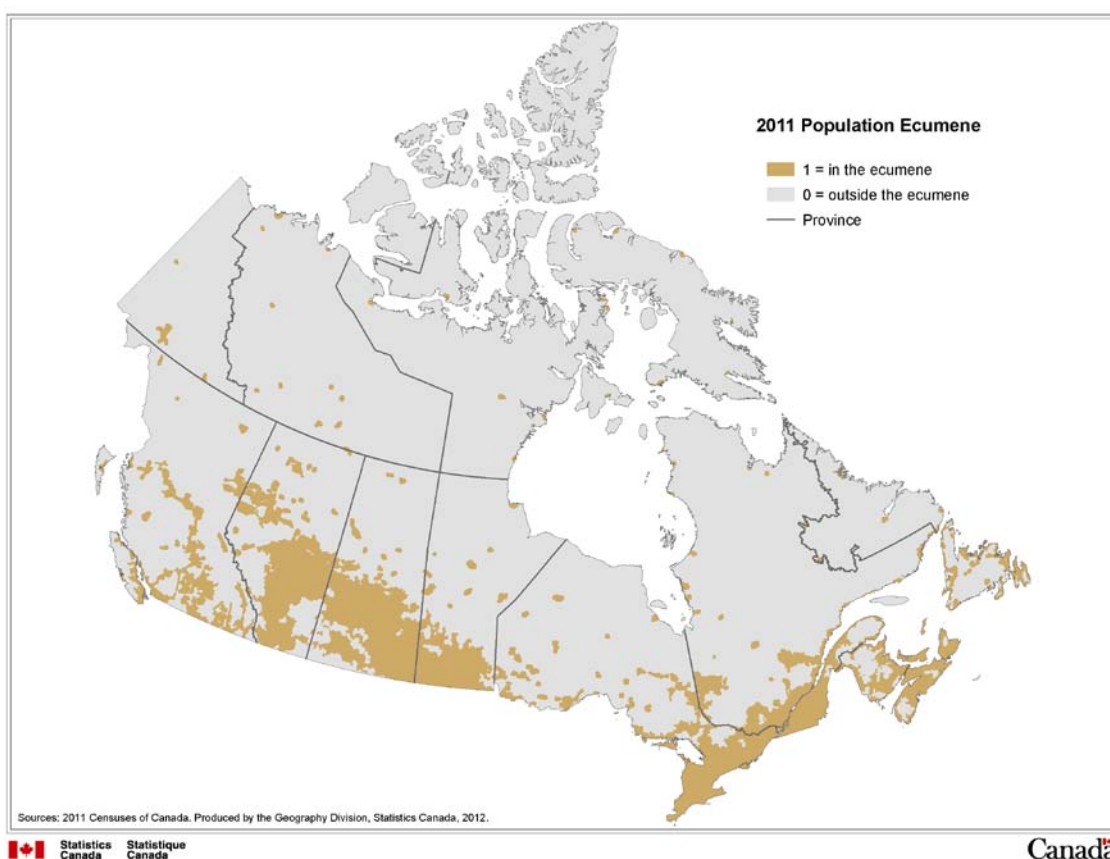 2011 Population Ecumene
1 = in the ecumene
0 = outside the ecumene
Province
Sources: 2011 Censuses of Canada. Produced by the Geography Division, Statistics Canada, 2012.
Statistics Statistique
Canada Canada
Canada